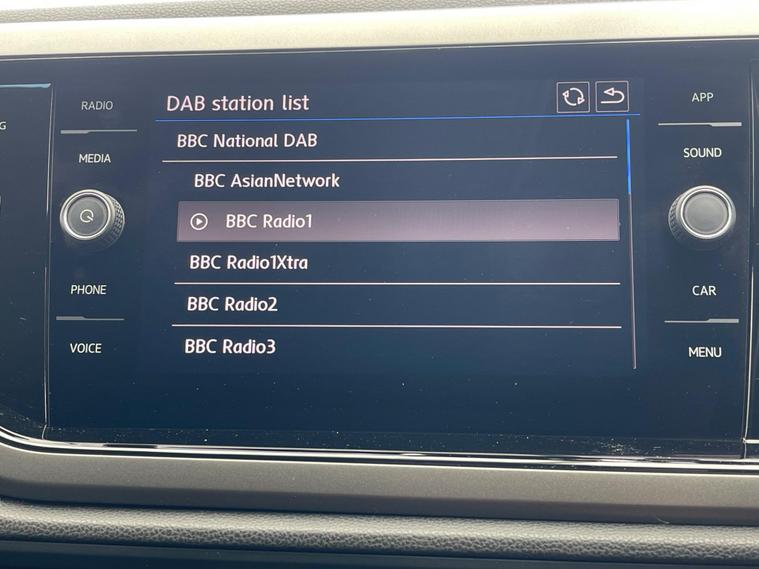 G
RADIO
MEDIA
PHONE
VOICE
DAB station list
BBC National DAB
BBC AsianNetwork
BBC Radio1
BBC Radio1Xtra
BBC Radio2
BBC Radio3
APP
SOUND
CAR
MENU